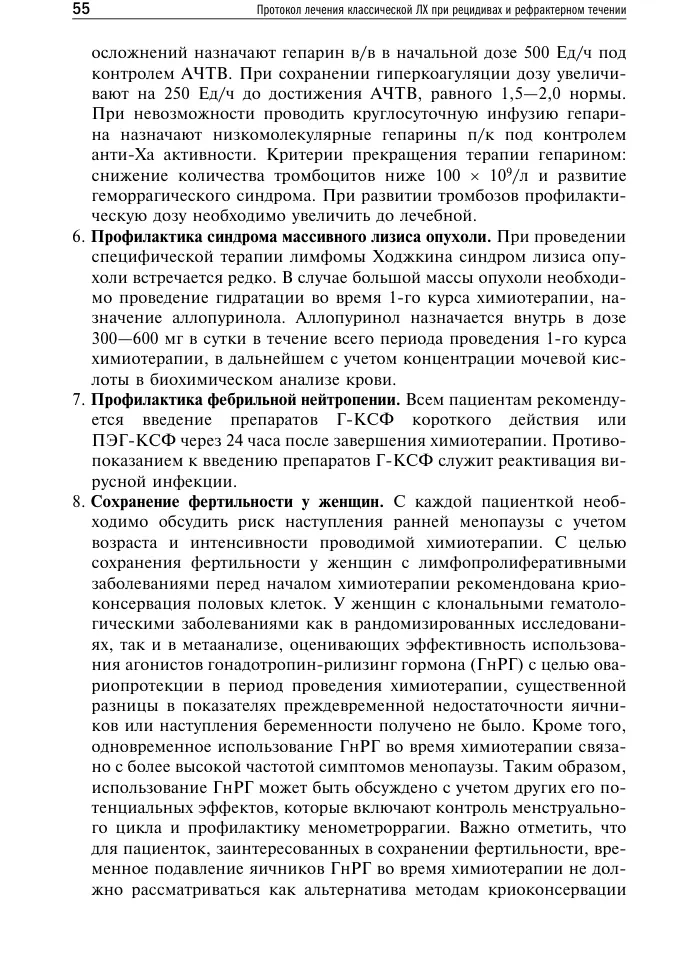 55 Протокол лечения классической ЛХ при рецидивах и рефрактерном течении
осложнений назначают гепарин в/в в начальной дозе 500 Ед/ч под
контролем АЧТВ. При сохранении гиперкоагуляции дозу увеличи-
вают на 250 Ед/ч до достижения АЧТВ, равного 1,5—2,0 нормы.
При невозможности проводить круглосуточную инфузию гепари-
на назначают низкомолекулярные гепарины п/к под контролем
анти-Ха активности. Критерии прекращения терапии гепарином:
снижение количества тромбоцитов ниже 100 × 10⁹/л и развитие
геморрагического синдрома. При развитии тромбозов профилакти-
ческую дозу необходимо увеличить до лечебной.
6. Профилактика синдрома массивного лизиса опухоли. При проведении
специфической терапии лимфомы Ходжкина синдром лизиса опу-
холи встречается редко. В случае большой массы опухоли необходи-
мо проведение гидратации во время 1-го курса химиотерапии, на-
значение аллопуринола. Аллопуринол назначается внутрь в дозе
300—600 мг в сутки в течение всего периода проведения 1-го курса
химиотерапии, в дальнейшем с учетом концентрации мочевой кис-
лоты в биохимическом анализе крови.
7. Профилактика фебрильной нейтропении. Всем пациентам рекоменду-
ется введение препаратов Г-КСФ короткого действия или
ПЭГ-КСФ через 24 часа после завершения химиотерапии. Противо-
показанием к введению препаратов Г-КСФ служит реактивация ви-
русной инфекции.
8. Сохранение фертильности у женщин. С каждой пациенткой необ-
ходимо обсудить риск наступления ранней менопаузы с учетом
возраста и интенсивности проводимой химиотерапии. С целью
сохранения фертильности у женщин с лимфопролиферативными
заболеваниями перед началом химиотерапии рекомендована крио-
консервация половых клеток. У женщин с клональными гематоло-
гическими заболеваниями как в рандомизированных исследовани-
ях, так и в метаанализе, оценивающих эффективность использова-
ния агонистов гонадотропин-рилизинг гормона (ГнРГ) с целью ова-
риопротекции в период проведения химиотерапии, существенной
разницы в показателях преждевременной недостаточности яични-
ков или наступления беременности получено не было. Кроме того,
одновременное использование ГнРГ во время химиотерапии связа-
но с более высокой частотой симптомов менопаузы. Таким образом,
использование ГнРГ может быть обсуждено с учетом других его по-
тенциальных эффектов, которые включают контроль менструально-
го цикла и профилактику менометроррагии. Важно отметить, что
для пациенток, заинтересованных в сохранении фертильности, вре-
менное подавление яичников ГнРГ во время химиотерапии не дол-
жно рассматриваться как альтернатива методам криоконсервации